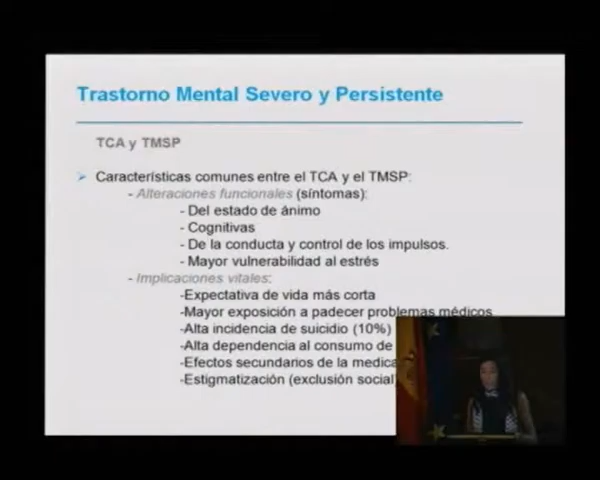 Trastorno Mental Severo y Persistente
TCA y TMSP
Características comunes entre el TCA y el TMSP:
- Alteraciones funcionales (síntomas):
- Del estado de ánimo
- Cognitivas
- De la conducta y control de los impulsos.
- Mayor vulnerabilidad al estrés
- Implicaciones vitales:
-Expectativa de vida más corta
-Mayor exposición a padecer problemas médicos
-Alta incidencia de suicidio (10%)
-Alta dependencia al consumo de
-Efectos secundarios de la
-Estigmatización (exclusión social